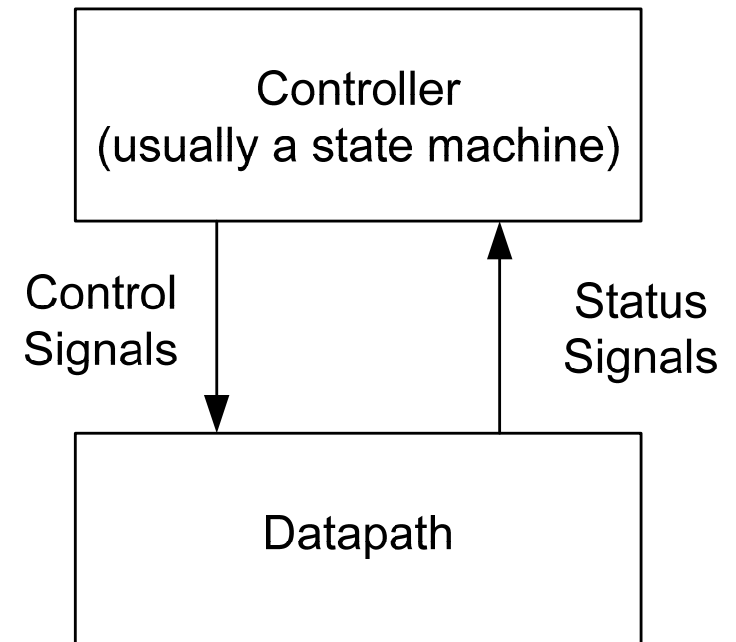 Controller
(usually a state machine)
Control
Signals
Status
Signals
Datapath